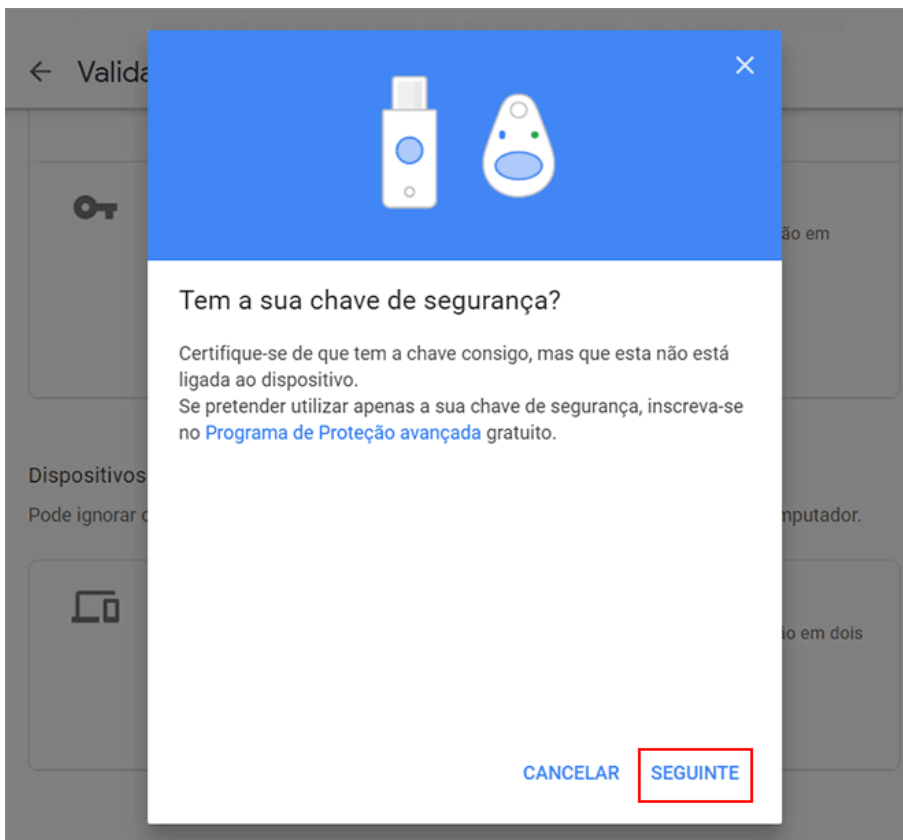 Valida
ão em
Tem a sua chave de segurança?
Certifique-se de que tem a chave consigo, mas que esta não está
ligada ao dispositivo.
Se pretender utilizar apenas a sua chave de segurança, inscreva-se
no Programa de Proteção avançada gratuito.
Dispositivos
Pode ignorar
mputador.
io em dois
CANCELAR SEGUINTE